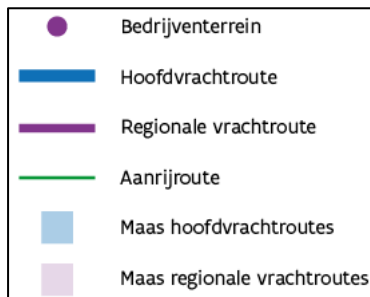 Bedrijventerrein
Hoofdvrachtroute
Regionale vrachtroute
Aanrijroute
Maas hoofdvrachtroutes
Maas regionale vrachtroutes